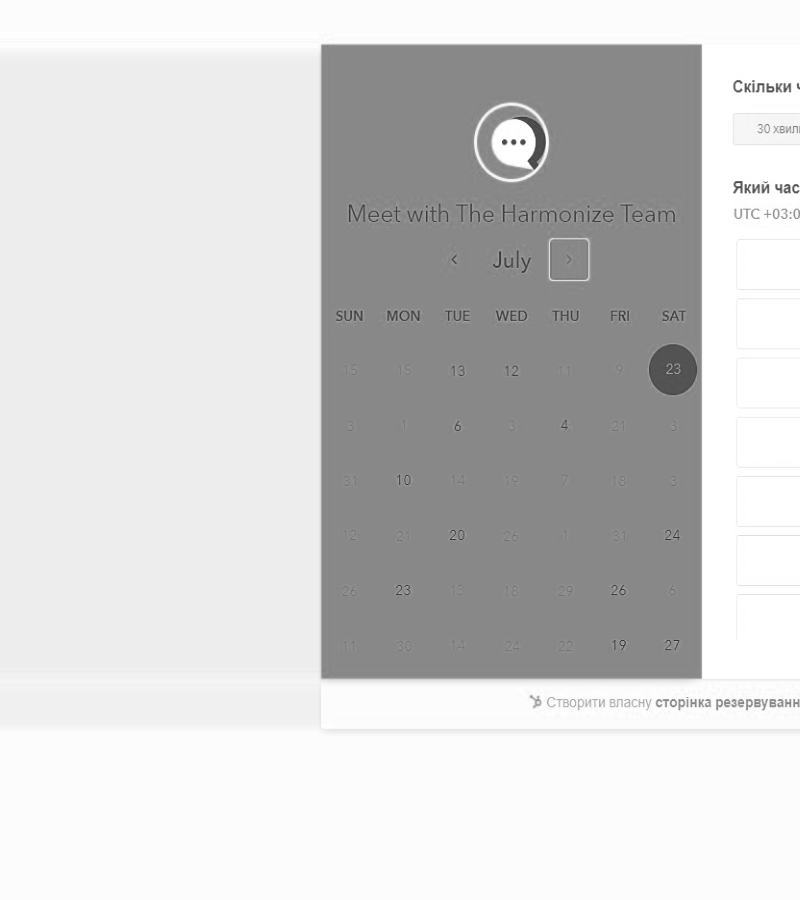 Meet with The Harmonize Team
July
SUN MON TUE WED THU FRI SAT
15 15 13 12 11 9 23
3 1 6 3 4 21 3
31 10 14 19 7 18 3
12 21 20 26 1 31 24
26 23 13 18 29 26 6
11 30 14 24 22 19 27
Скільки ч
30 хвил
Який час
UTC +03:0
Створити власну сторінка резервуванн